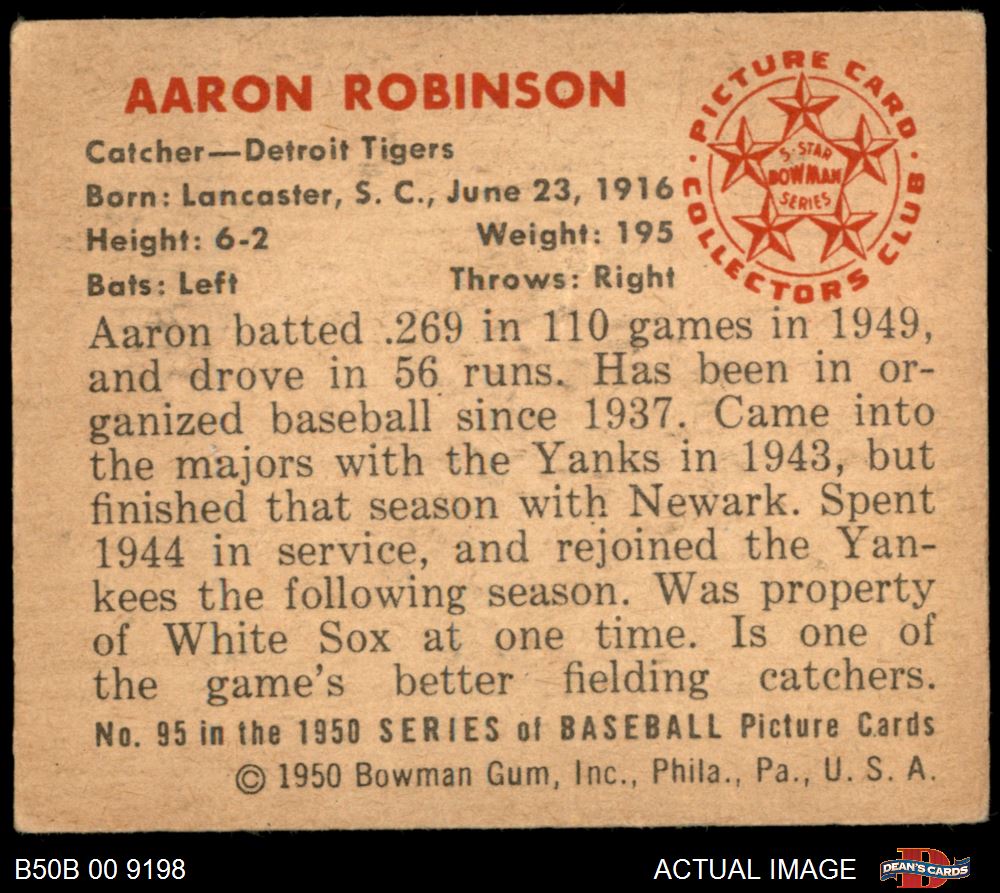 AARON ROBINSON
Catcher—Detroit Tigers
Born: Lancaster, S. C., June 23, 1916
Height: 6-2 Weight: 195
Bats: Left Throws: Right
PICTURE CARD
COLLECTORS CLUB
5-STAR
BOWMAN
SERIES
Aaron batted .269 in 110 games in 1949,
and drove in 56 runs. Has been in or-
ganized baseball since 1937. Came into
the majors with the Yanks in 1943, but
finished that season with Newark. Spent
1944 in service, and rejoined the Yan-
kees the following season. Was property
of White Sox at one time. Is one of
the game's better fielding catchers.
No. 95 in the 1950 SERIES of BASEBALL Picture Cards
© 1950 Bowman Gum, Inc., Phila., Pa., U. S. A.
B50B 00 9198
ACTUAL IMAGE
DEAN'S CARDS